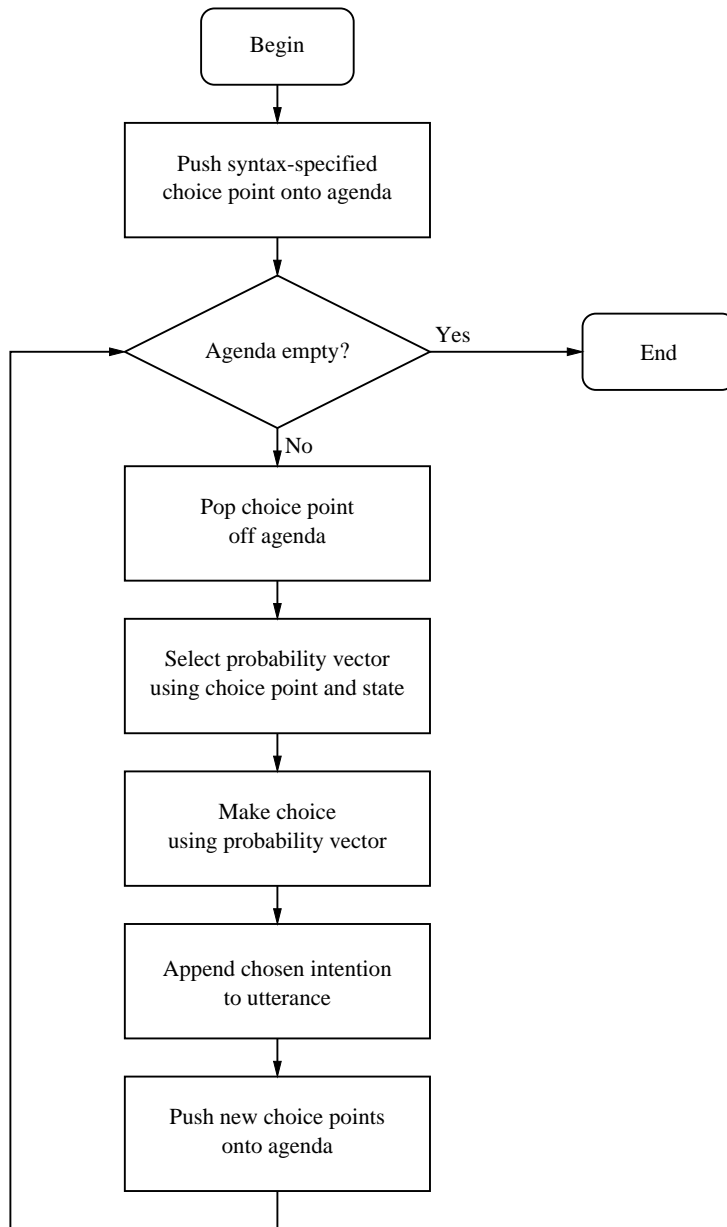 Begin
Push syntax-specified
choice point onto agenda
Agenda empty?
Yes
End
No
Pop choice point
off agenda
Select probability vector
using choice point and state
Make choice
using probability vector
Append chosen intention
to utterance
Push new choice points
onto agenda